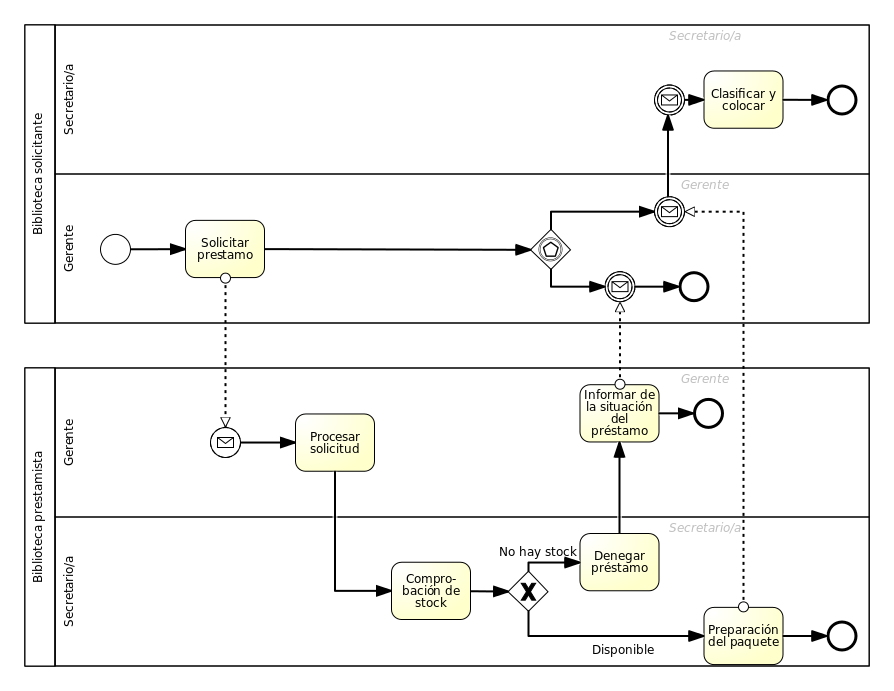 Biblioteca solicitante
Secretario/a
Secretario/a
Clasificar y
colocar
Gerente
Gerente
Solicitar
prestamo
Biblioteca prestamista
Gerente
Gerente
Procesar
solicitud
Informar de
la situación
del
préstamo
Secretario/a
Secretario/a
Compro-
bación de
stock
No hay stock
Denegar
préstamo
Disponible
Preparación
del paquete